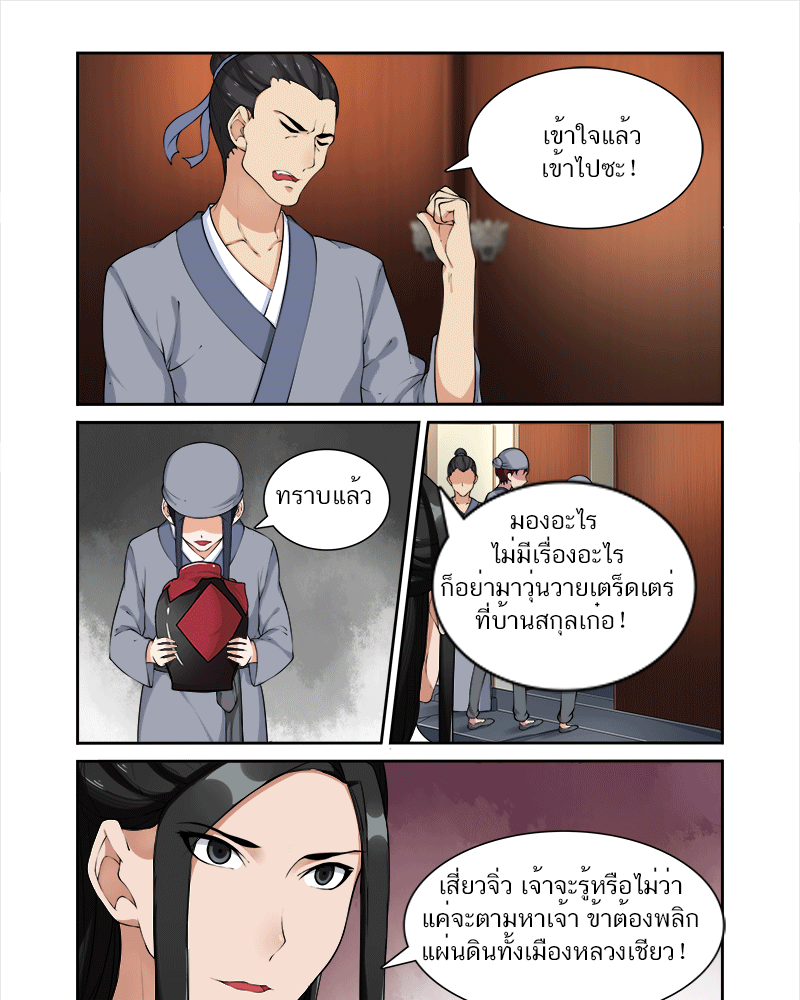 เข้าใจแล้ว
เข้าไปซะ!
ทราบแล้ว
มองอะไร
ไม่มีเรื่องอะไร
ก็อย่ามาวุ่นวายเตร็ดเตร่
ที่บ้านสกุลเก๋อ!
เสี่ยวจิ่ว เจ้าจะรู้หรือไม่ว่า
แค่จะตามหาเจ้า ข้าต้องพลิก
แผ่นดินทั้งเมืองหลวงเชียว!